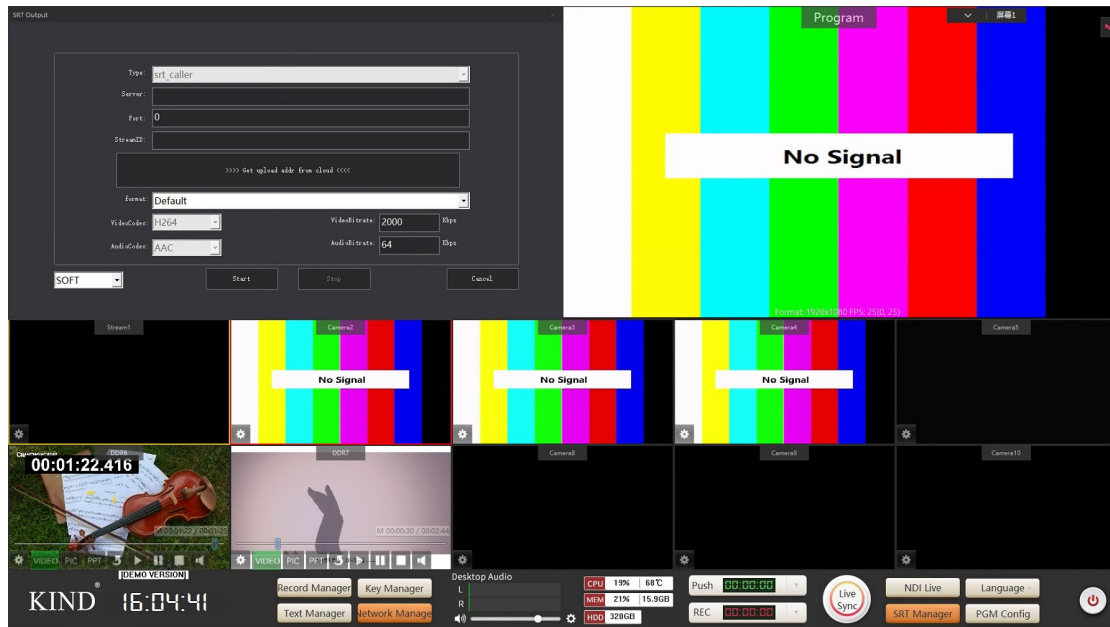 SRT Output
Program
屏幕1
Type: srt_caller
Server:
Port: 0
StreamID:
>>>> Get upload addr from cloud <<<<
format: Default
VideoCodec: H264
VideoBitrate: 2000 Kbps
AudioCodec: AAC
AudioBitrate: 64 Kbps
SOFT
Start
Stop
Cancel
No Signal
Format: 1920x1080 FPS: 25(0, 25)
Stream1
Camera2
No Signal
Camera3
No Signal
Camera4
No Signal
Camera5
DDR6
00:01:22.416
M 00:01:22 / 00:01:25
VIDEO PIC PPT
DDR7
M 00:00:30 / 00:02:44
VIDEO PIC PPT
Camera8
Camera9
Camera10
KIND®
[DEMO VERSION]
16:04:41
Record Manager
Key Manager
Text Manager
Network Manage
Desktop Audio
L
R
CPU 19% 68℃
MEM 21% 15.9GB
HDD 328GB
Push 00:00:00
REC 00:00:00
Live Sync
NDI Live
Language
SRT Manager
PGM Config